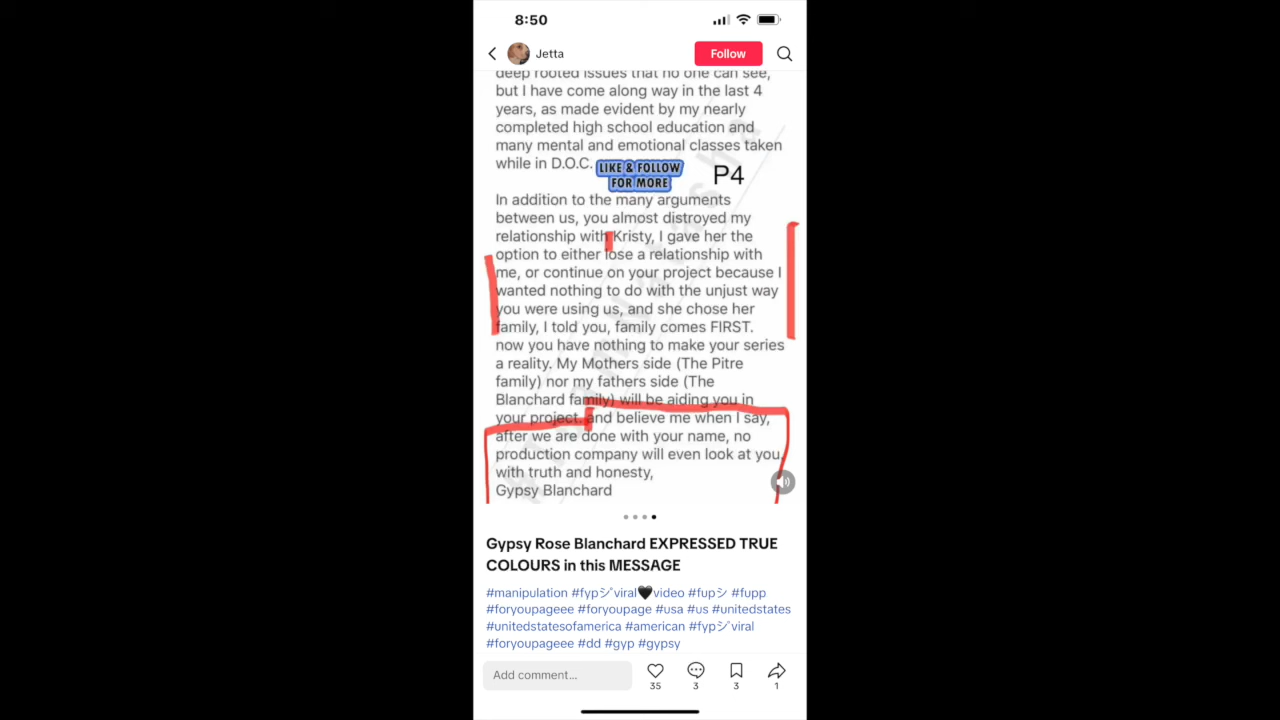 8:50
Jetta
Follow
deep rooted issues that no one can see,
but I have come along way in the last 4
years, as made evident by my nearly
completed high school education and
many mental and emotional classes taken
while in D.O.C.
LIKE & FOLLOW
FOR MORE
P4
In addition to the many arguments
between us, you almost distroyed my
relationship with Kristy, I gave her the
option to either lose a relationship with
me, or continue on your project because I
wanted nothing to do with the unjust way
you were using us, and she chose her
family, I told you, family comes FIRST.
now you have nothing to make your series
a reality. My Mothers side (The Pitre
family) nor my fathers side (The
Blanchard family) will be aiding you in
your project. and believe me when I say,
after we are done with your name, no
production company will even look at you.
with truth and honesty,
Gypsy Blanchard
Gypsy Rose Blanchard EXPRESSED TRUE
COLOURS in this MESSAGE
#manipulation #fypシ゚viral🖤video #fupシ #fupp
#foryoupageee #foryoupage #usa #us #unitedstates
#unitedstatesofamerica #american #fypシ゚viral
#foryoupageee #dd #gyp #gypsy
Add comment...
35
3
3
1